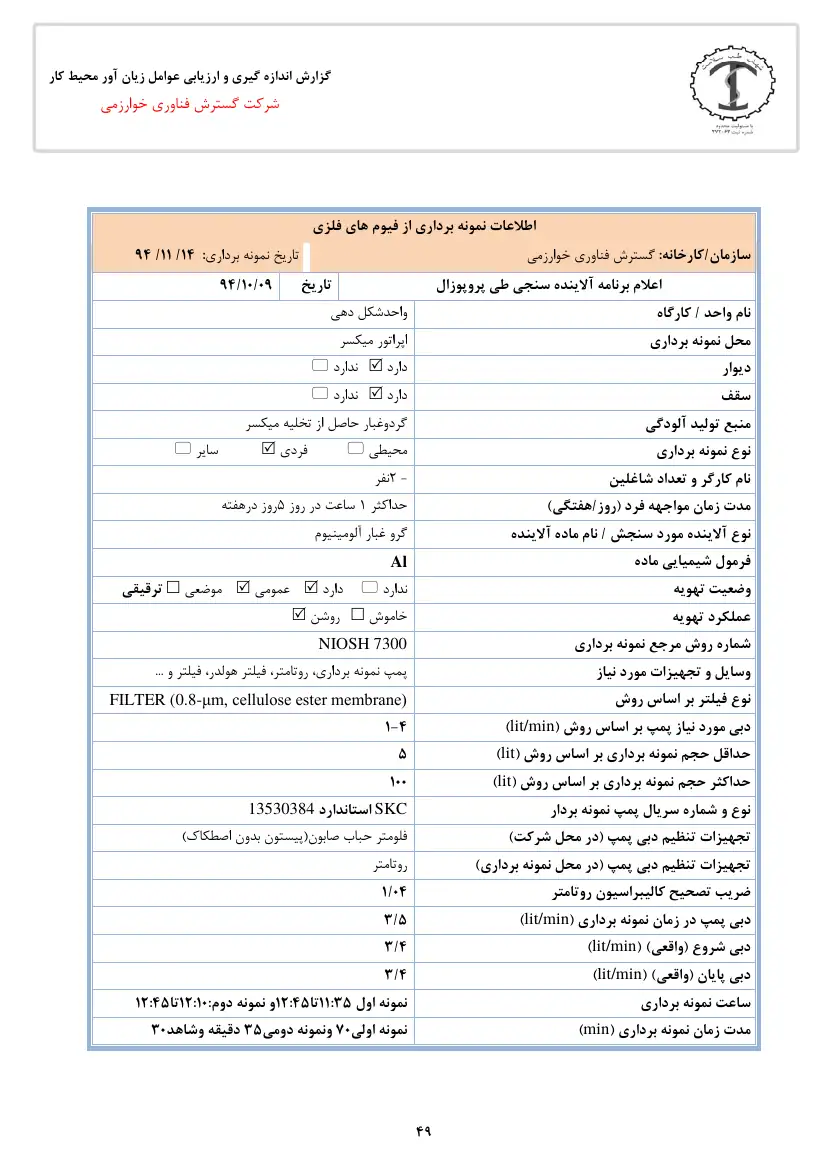 گزارش اندازه گیری و ارزیابی عوامل زیان آور محیط کار
شرکت گسترش فناوری خوارزمی
شهاب طب سلامت
با مسئولیت محدود
اطلاعات نمونه برداری از فیوم های فلزی
سازمان/کارخانه: گسترش فناوری خوارزمی تاریخ نمونه برداری: ۱۴/ ۱۱/ ۹۴
اعلام برنامه آلاینده سنجی طی پروپوزال تاریخ ۹۴/۱۰/۰۹
نام واحد / کارگاه واحدشکل دهی
محل نمونه برداری اپراتور میکسر
دیوار دارد ☑ ندارد ☐
سقف دارد ☑ ندارد ☐
منبع تولید آلودگی گردوغبار حاصل از تخلیه میکسر
نوع نمونه برداری محیطی ☐ فردی ☑ سایر ☐
نام کارگر و تعداد شاغلین - ۲نفر
مدت زمان مواجهه فرد (روز/هفتگی) حداکثر ۱ ساعت در روز ۵روز درهفته
نوع آلاینده مورد سنجش / نام ماده آلاینده گرو غبار آلومینیوم
فرمول شیمیایی ماده Al
وضعیت تهویه ندارد ☐ دارد ☑ عمومی ☑ موضعی ☐ ترقیقی
عملکرد تهویه خاموش ☐ روشن ☑
شماره روش مرجع نمونه برداری NIOSH 7300
وسایل و تجهیزات مورد نیاز پمپ نمونه برداری، روتامتر، فیلتر هولدر، فیلتر و ...
نوع فیلتر بر اساس روش FILTER (0.8-µm, cellulose ester membrane)
دبی مورد نیاز پمپ بر اساس روش (lit/min) ۱-۴
حداقل حجم نمونه برداری بر اساس روش (lit) ۵
حداکثر حجم نمونه برداری بر اساس روش (lit) ۱۰۰
نوع و شماره سریال پمپ نمونه بردار SKC استاندارد 13530384
تجهیزات تنظیم دبی پمپ (در محل شرکت) فلومتر حباب صابون(پیستون بدون اصطکاک)
تجهیزات تنظیم دبی پمپ (در محل نمونه برداری) روتامتر
ضریب تصحیح کالیبراسیون روتامتر ۱/۰۴
دبی پمپ در زمان نمونه برداری (lit/min) ۳/۵
دبی شروع (واقعی) (lit/min) ۳/۴
دبی پایان (واقعی) (lit/min) ۳/۴
ساعت نمونه برداری نمونه اول ۱۱:۳۵تا۱۲:۴۵و نمونه دوم:۱۲:۱۰تا۱۲:۴۵
مدت زمان نمونه برداری (min) نمونه اولی۷۰ ونمونه دومی۳۵ دقیقه وشاهد۳۰
۴۹